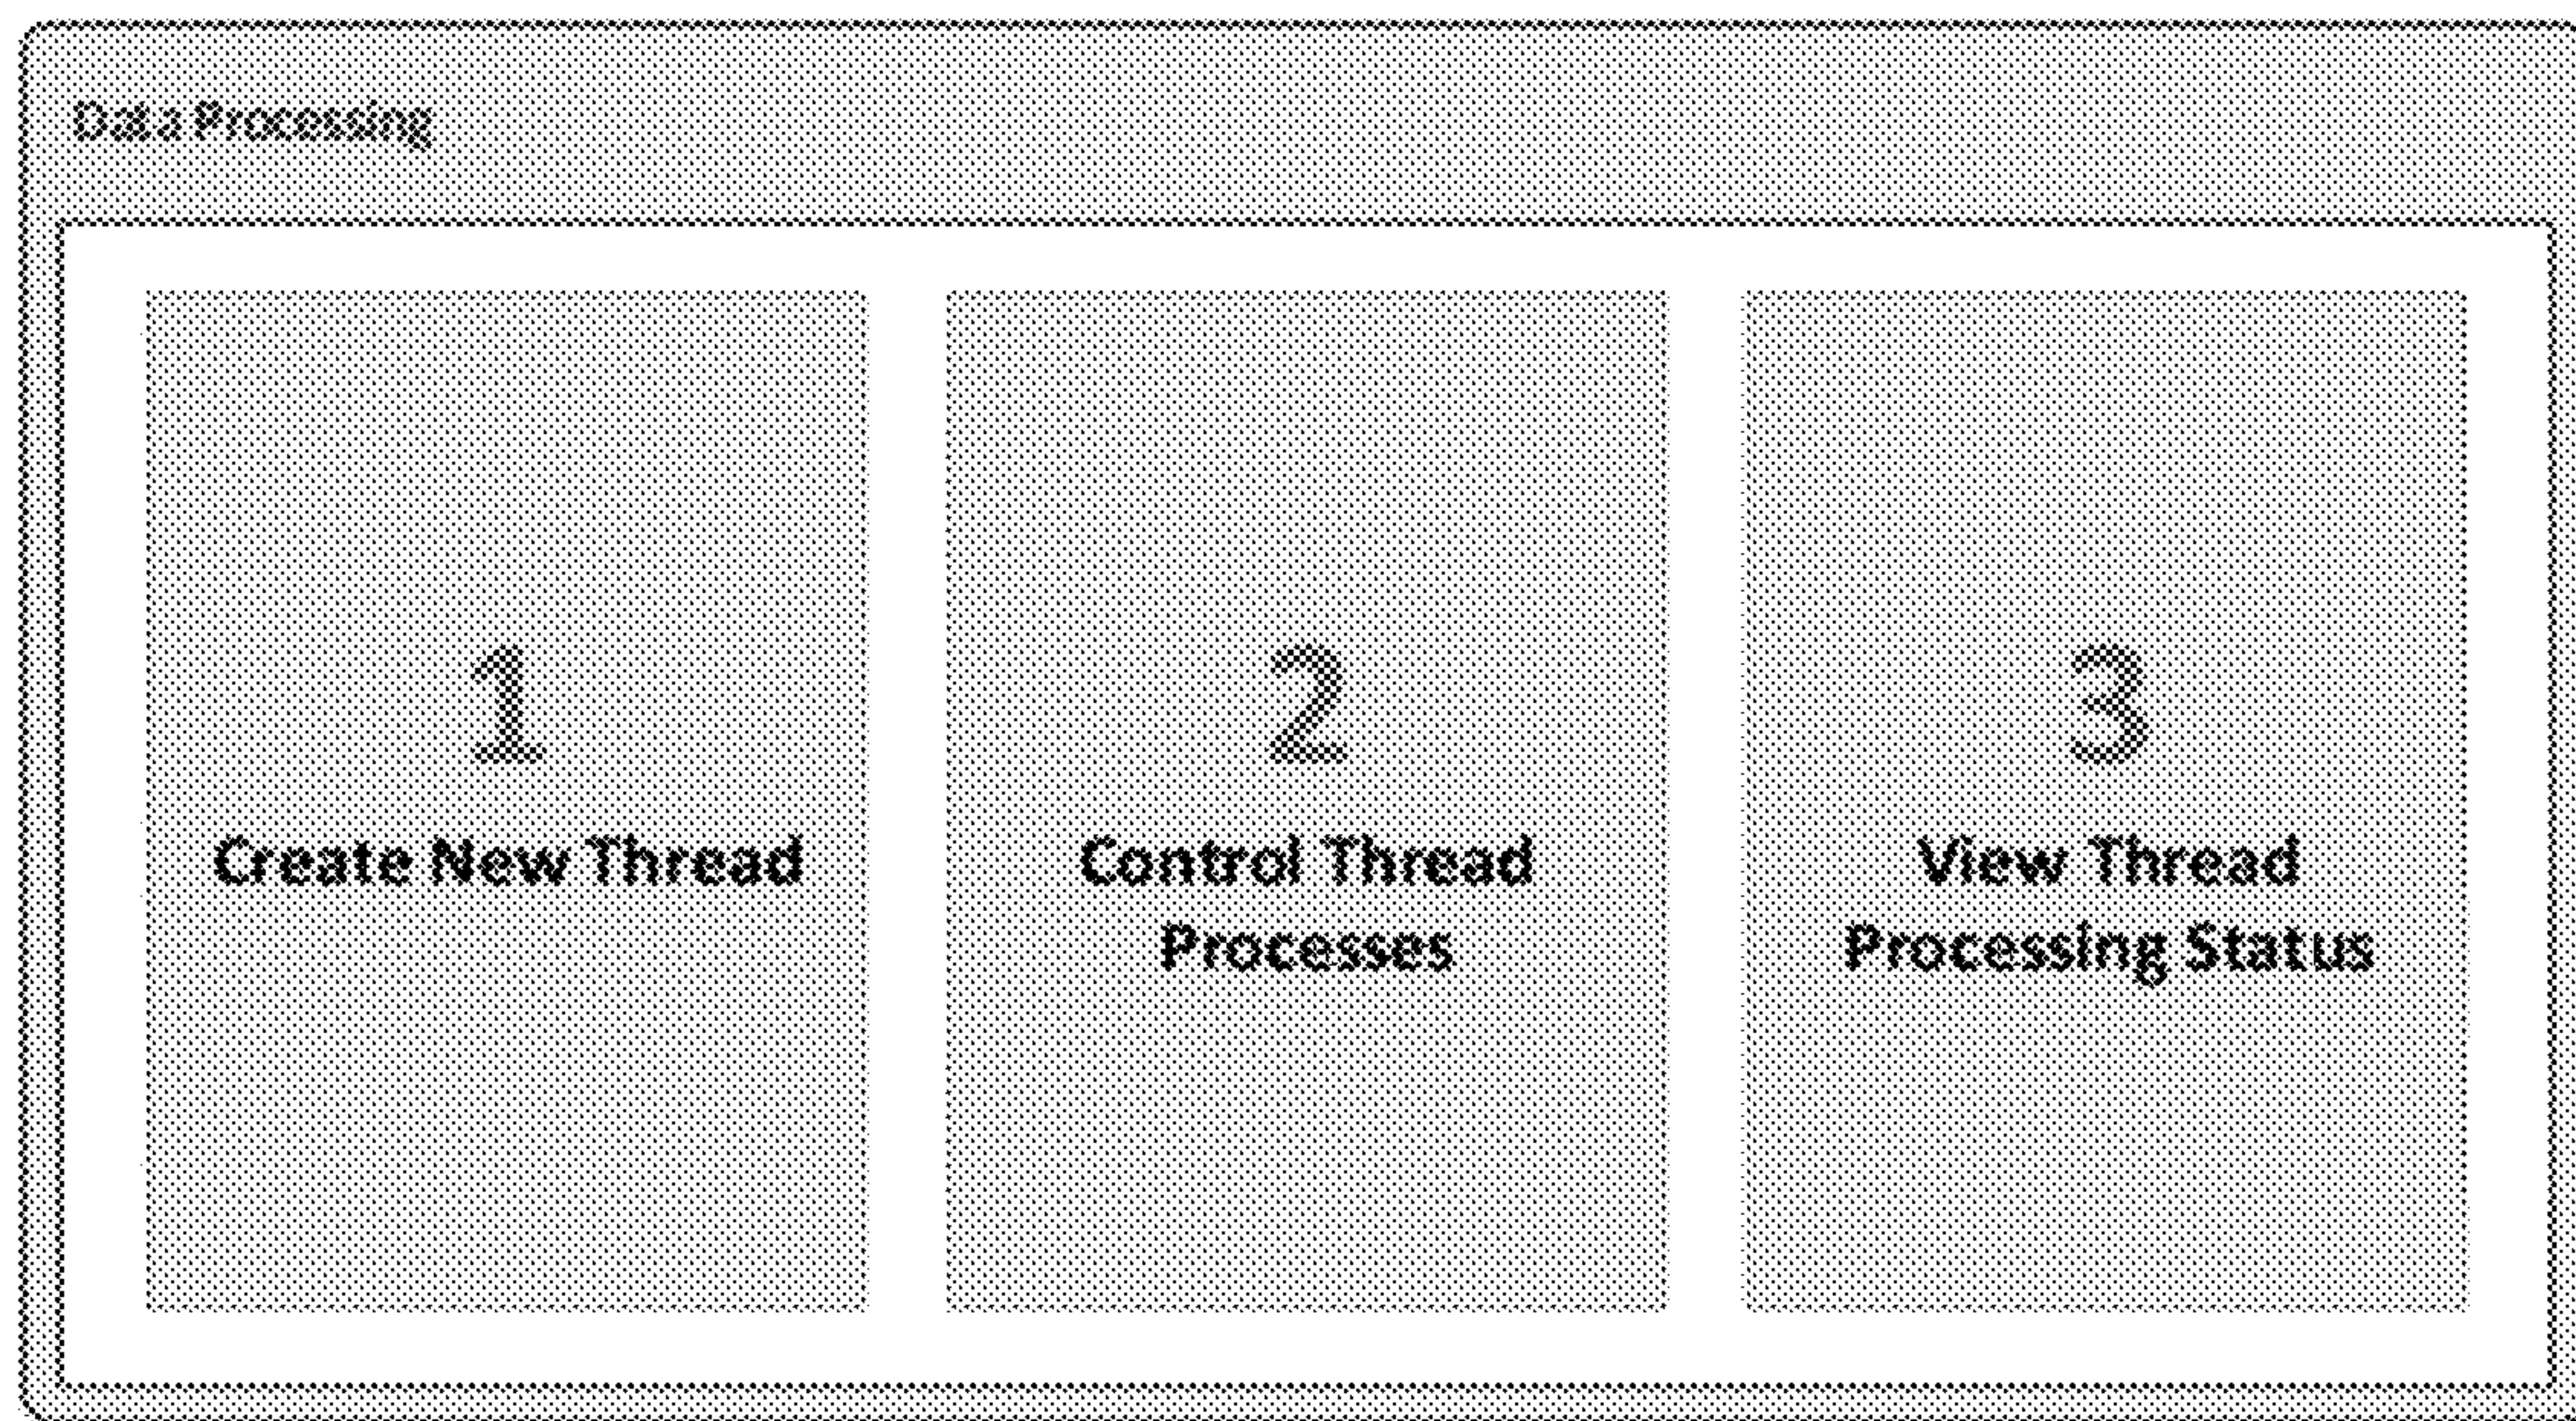 Data Processing
1
Create New Thread
2
Control Thread
Processes
3
View Thread
Processing Status